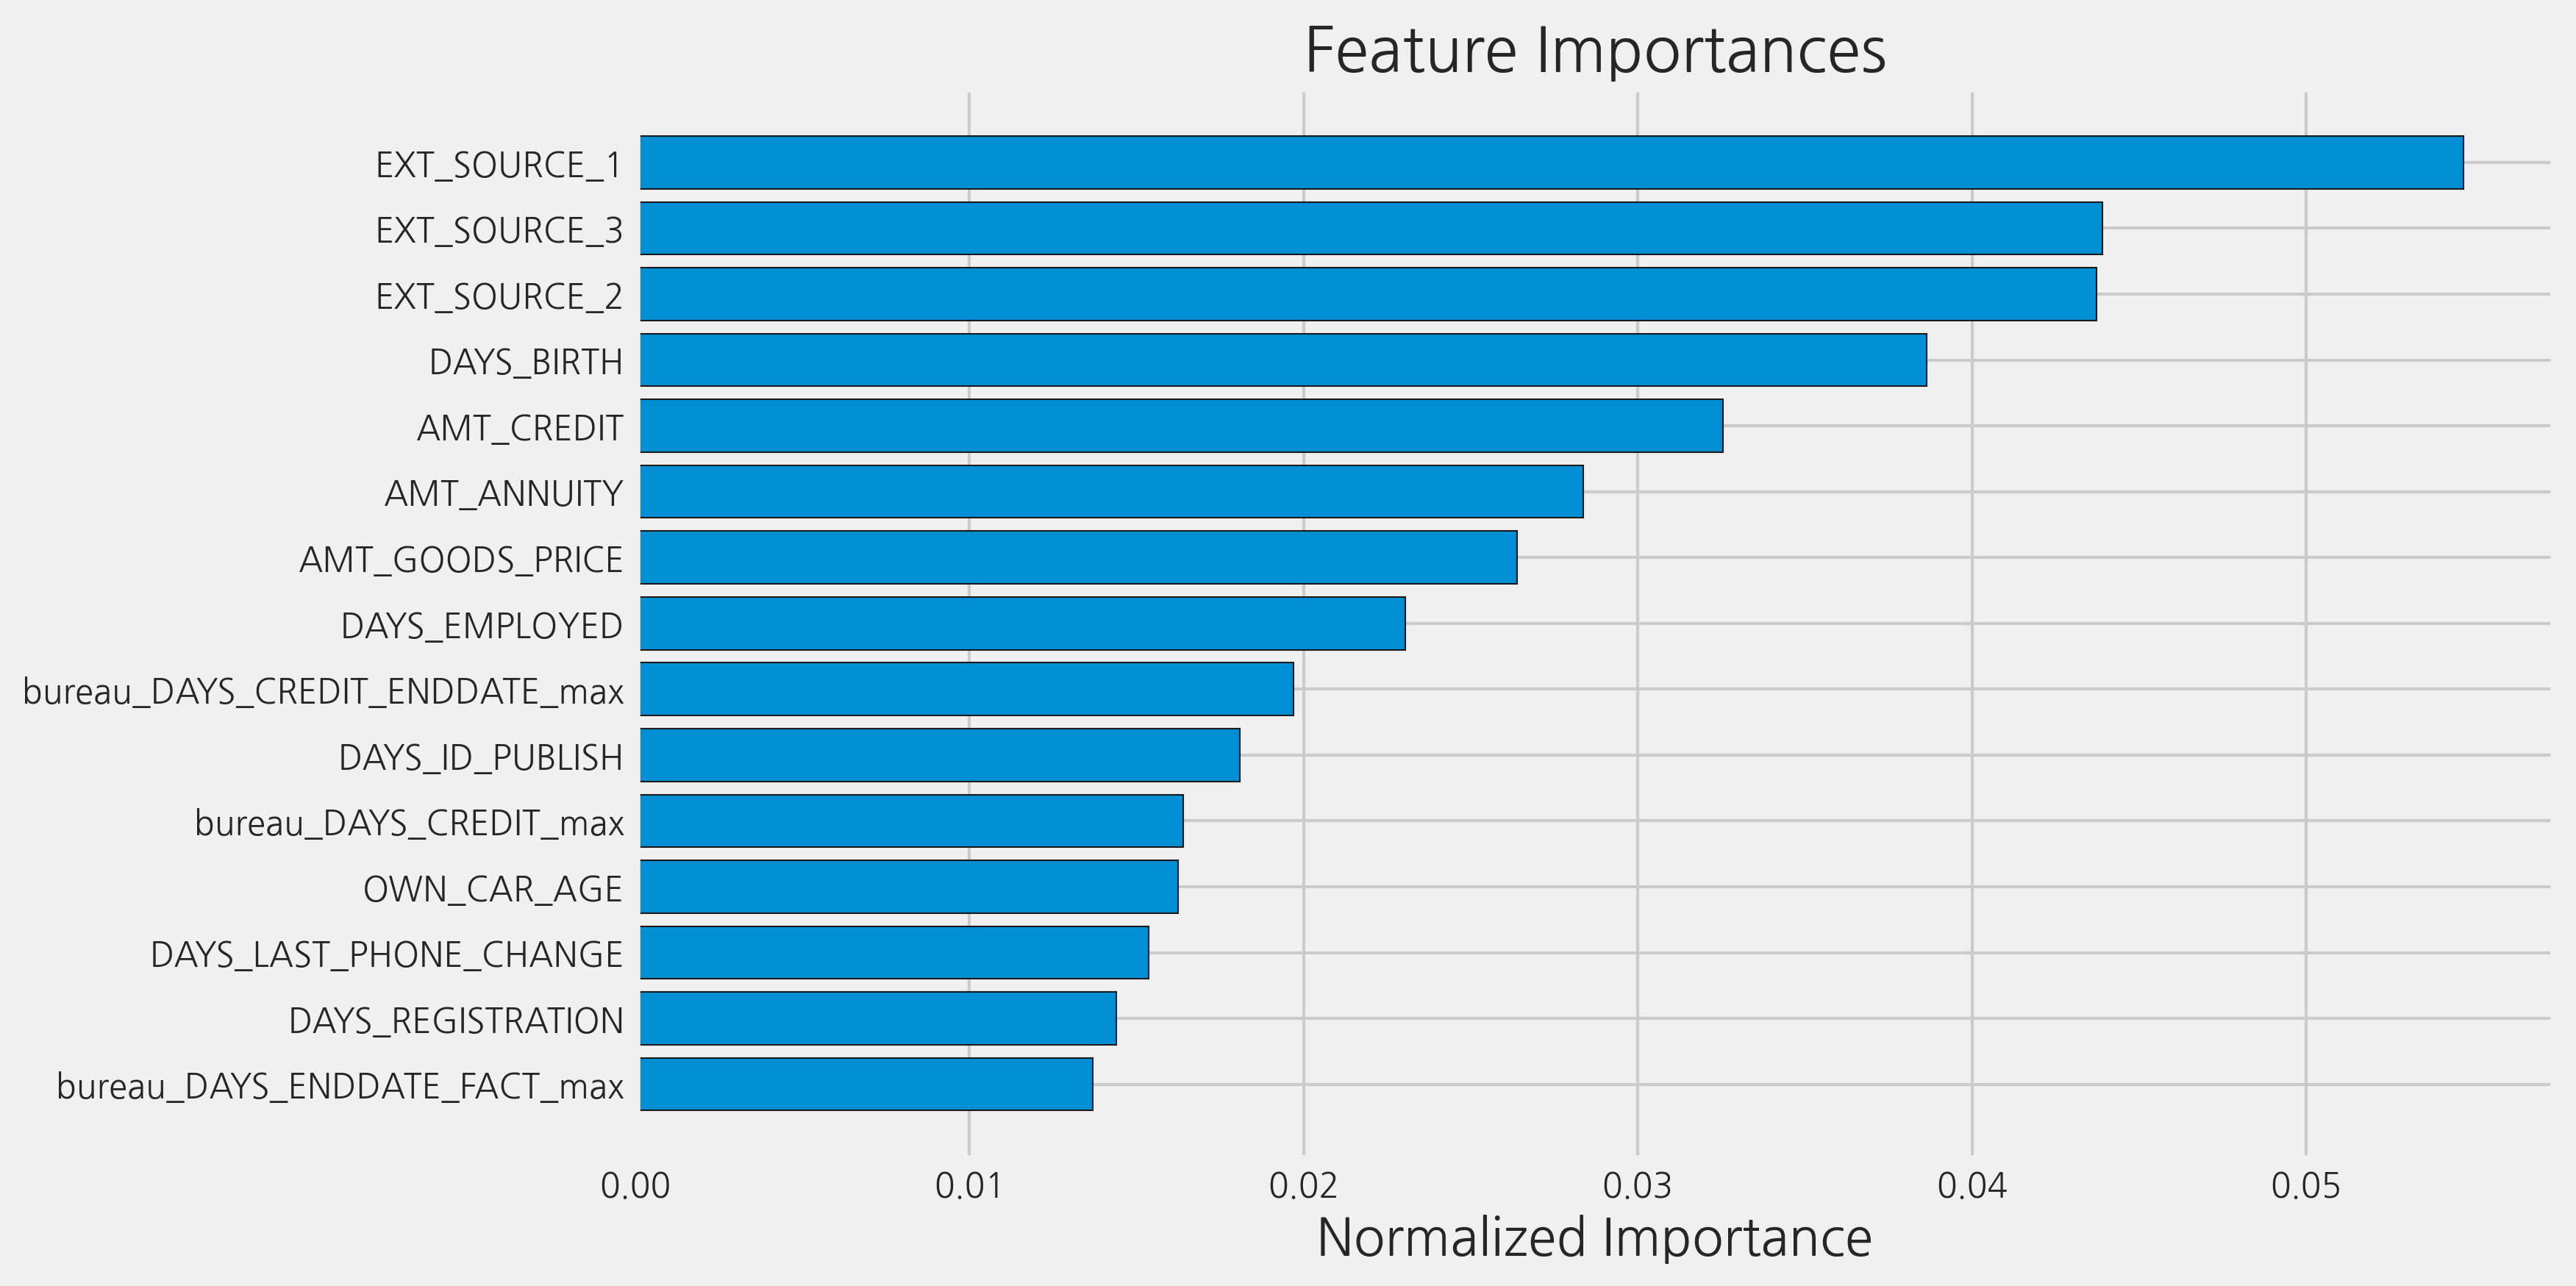 Feature Importances
EXT_SOURCE_1
EXT_SOURCE_3
EXT_SOURCE_2
DAYS_BIRTH
AMT_CREDIT
AMT_ANNUITY
AMT_GOODS_PRICE
DAYS_EMPLOYED
bureau_DAYS_CREDIT_ENDDATE_max
DAYS_ID_PUBLISH
bureau_DAYS_CREDIT_max
OWN_CAR_AGE
DAYS_LAST_PHONE_CHANGE
DAYS_REGISTRATION
bureau_DAYS_ENDDATE_FACT_max
0.00 0.01 0.02 0.03 0.04 0.05
Normalized Importance